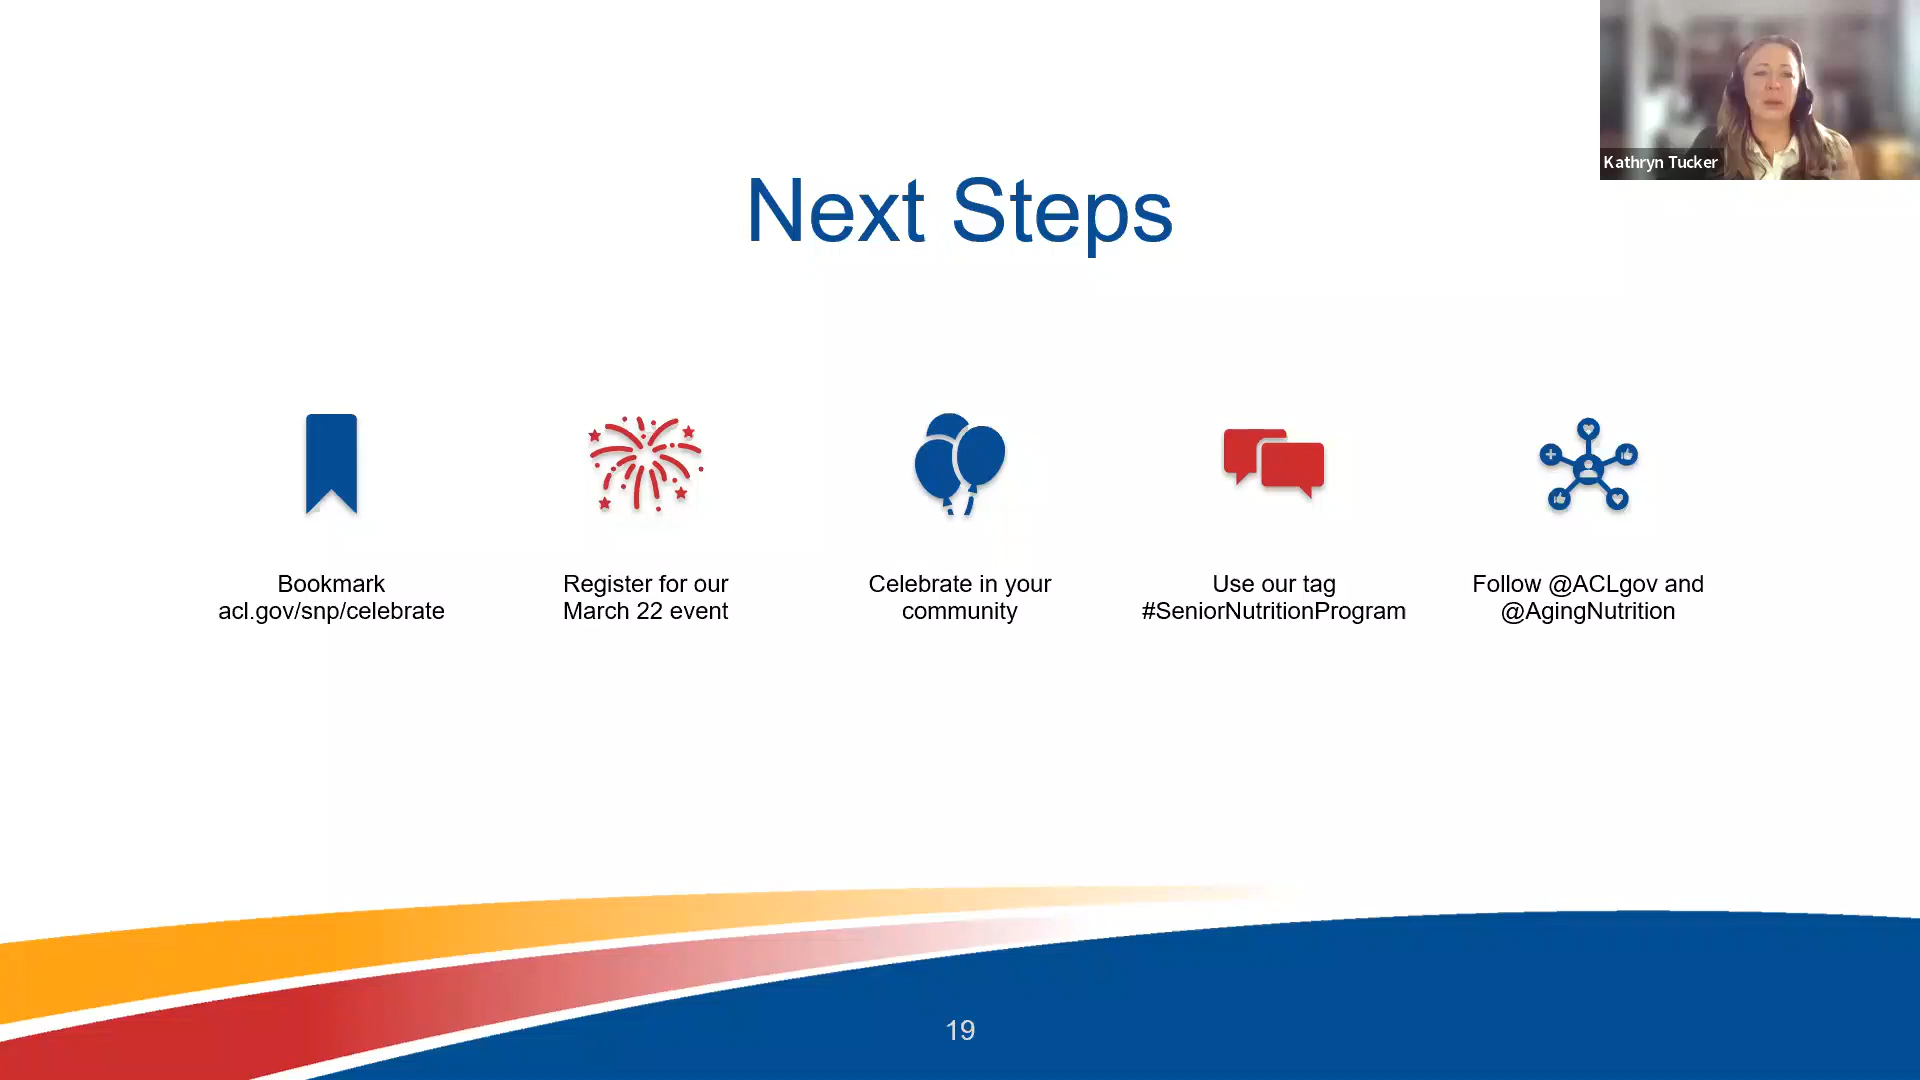 Kathryn Tucker
Next Steps
Bookmark
acl.gov/snp/celebrate
Register for our
March 22 event
Celebrate in your
community
Use our tag
#SeniorNutritionProgram
Follow @ACLgov and
@AgingNutrition
19